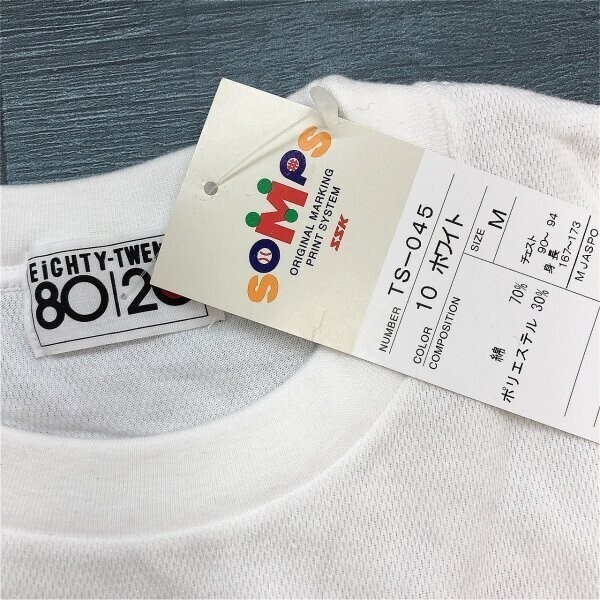 EiGHTY-TWEN
80|20
SOMPS
ORIGINAL MARKING
PRINT SYSTEM
SSK
NUMBER TS-045
COLOR 10 ホワイト
COMPOSITION
綿 70%
ポリエステル 30%
SIZE M
チェスト 90〜 94
身長 167〜173
M JASPO